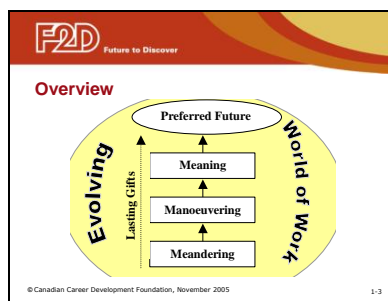 F2D Future to Discover
Overview
Preferred Future
Evolving
World of Work
Lasting Gifts
Meaning
Manoeuvering
Meandering
©Canadian Career Development Foundation, November 2005
1-3